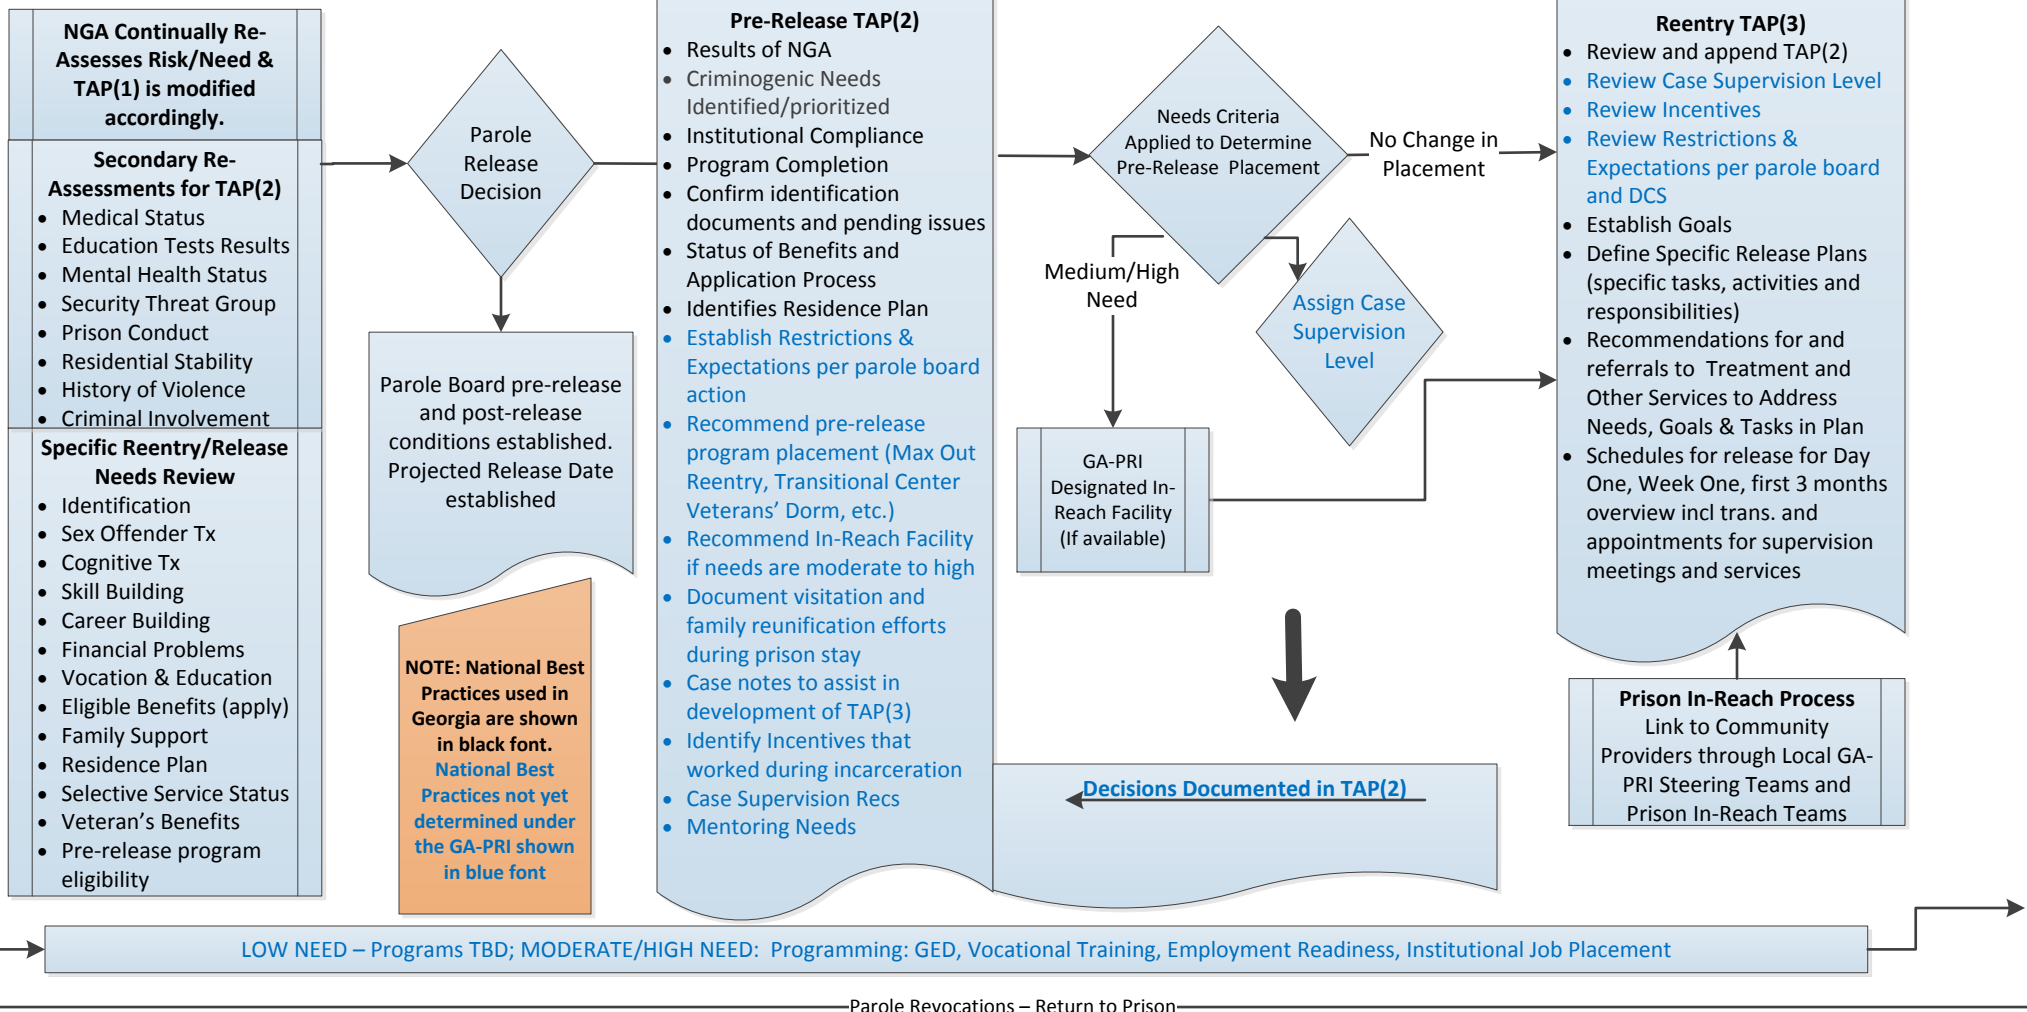 NGA Continually Re-
Assesses Risk/Need &
TAP(1) is modified
accordingly.
Secondary Re-
Assessments for TAP(2)
• Medical Status
• Education Tests Results
• Mental Health Status
• Security Threat Group
• Prison Conduct
• Residential Stability
• History of Violence
• Criminal Involvement
Specific Reentry/Release
Needs Review
• Identification
• Sex Offender Tx
• Cognitive Tx
• Skill Building
• Career Building
• Financial Problems
• Vocation & Education
• Eligible Benefits (apply)
• Family Support
• Residence Plan
• Selective Service Status
• Veteran's Benefits
• Pre-release program
eligibility
Parole
Release
Decision
Parole Board pre-release
and post-release
conditions established.
Projected Release Date
established
NOTE: National Best
Practices used in
Georgia are shown
in black font.
National Best
Practices not yet
determined under
the GA-PRI shown
in blue font
Pre-Release TAP(2)
• Results of NGA
• Criminogenic Needs
Identified/prioritized
• Institutional Compliance
• Program Completion
• Confirm identification
documents and pending issues
• Status of Benefits and
Application Process
• Identifies Residence Plan
• Establish Restrictions &
Expectations per parole board
action
• Recommend pre-release
program placement (Max Out
Reentry, Transitional Center
Veterans' Dorm, etc.)
• Recommend In-Reach Facility
if needs are moderate to high
• Document visitation and
family reunification efforts
during prison stay
• Case notes to assist in
development of TAP(3)
• Identify Incentives that
worked during incarceration
• Case Supervision Recs
• Mentoring Needs
Needs Criteria
Applied to Determine
Pre-Release Placement
No Change in
Placement
Medium/High
Need
Assign Case
Supervision
Level
GA-PRI
Designated In-
Reach Facility
(If available)
Decisions Documented in TAP(2)
Reentry TAP(3)
• Review and append TAP(2)
• Review Case Supervision Level
• Review Incentives
• Review Restrictions &
Expectations per parole board
and DCS
• Establish Goals
• Define Specific Release Plans
(specific tasks, activities and
responsibilities)
• Recommendations for and
referrals to Treatment and
Other Services to Address
Needs, Goals & Tasks in Plan
• Schedules for release for Day
One, Week One, first 3 months
overview incl trans. and
appointments for supervision
meetings and services
Prison In-Reach Process
Link to Community
Providers through Local GA-
PRI Steering Teams and
Prison In-Reach Teams
LOW NEED – Programs TBD; MODERATE/HIGH NEED: Programming: GED, Vocational Training, Employment Readiness, Institutional Job Placement
Parole Revocations – Return to Prison